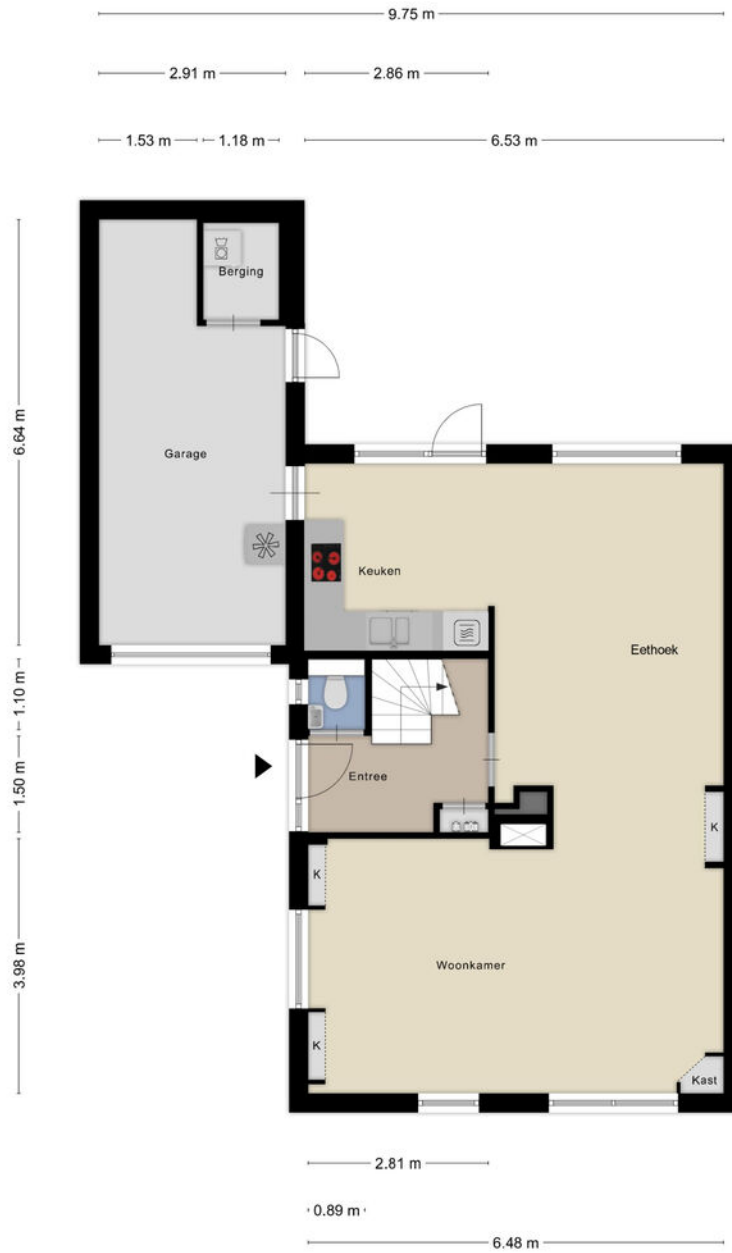 9.75 m
2.91 m
2.86 m
1.53 m
1.18 m
6.53 m
Berging
6.64 m
Garage
Keuken
Eethoek
1.10 m
1.50 m
Entree
K
K
3.98 m
Woonkamer
K
Kast
2.81 m
0.89 m
6.48 m